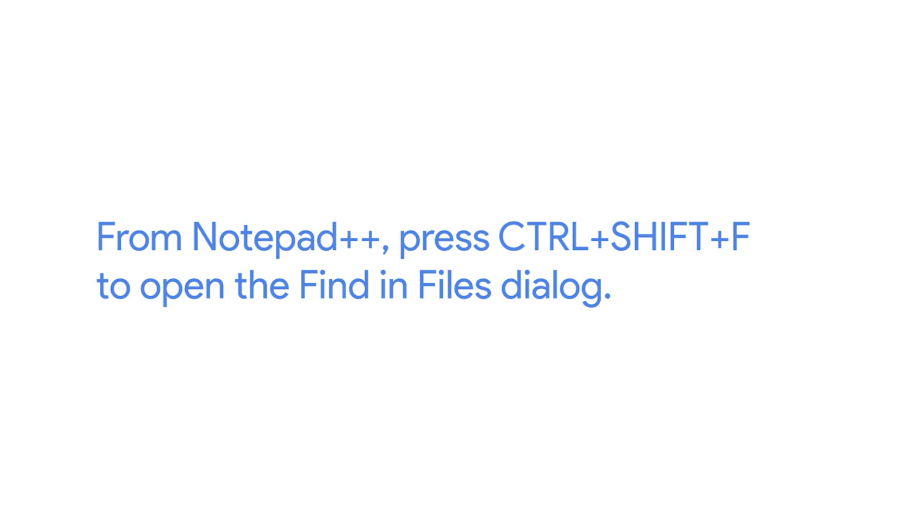 From Notepad++, press CTRL+SHIFT+F
to open the Find in Files dialog.